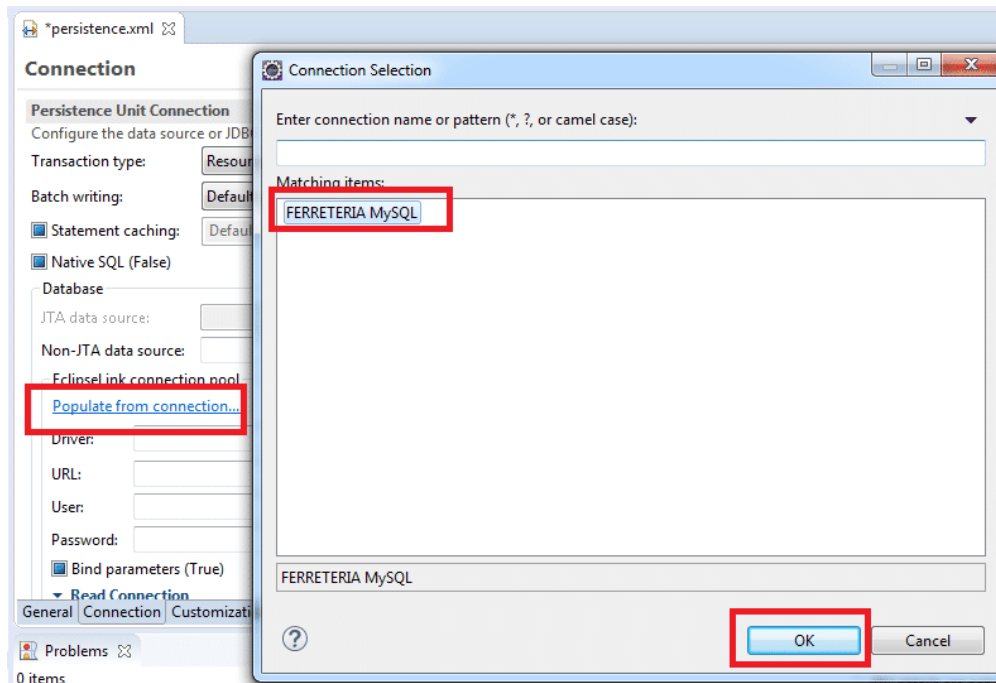 *persistence.xml
Connection
Persistence Unit Connection
Configure the data source or JDB
Transaction type:
Resour
Batch writing:
Default
Statement caching:
Defaul
Native SQL (False)
Database
JTA data source:
Non-JTA data source:
EclipseLink connection pool
Populate from connection...
Driver:
URL:
User:
Password:
Bind parameters (True)
Read Connection
General Connection Customizati
Problems
0 items
Connection Selection
Enter connection name or pattern (*, ?, or camel case):
Matching items:
FERRETERIA MySQL
FERRETERIA MySQL
?
OK
Cancel